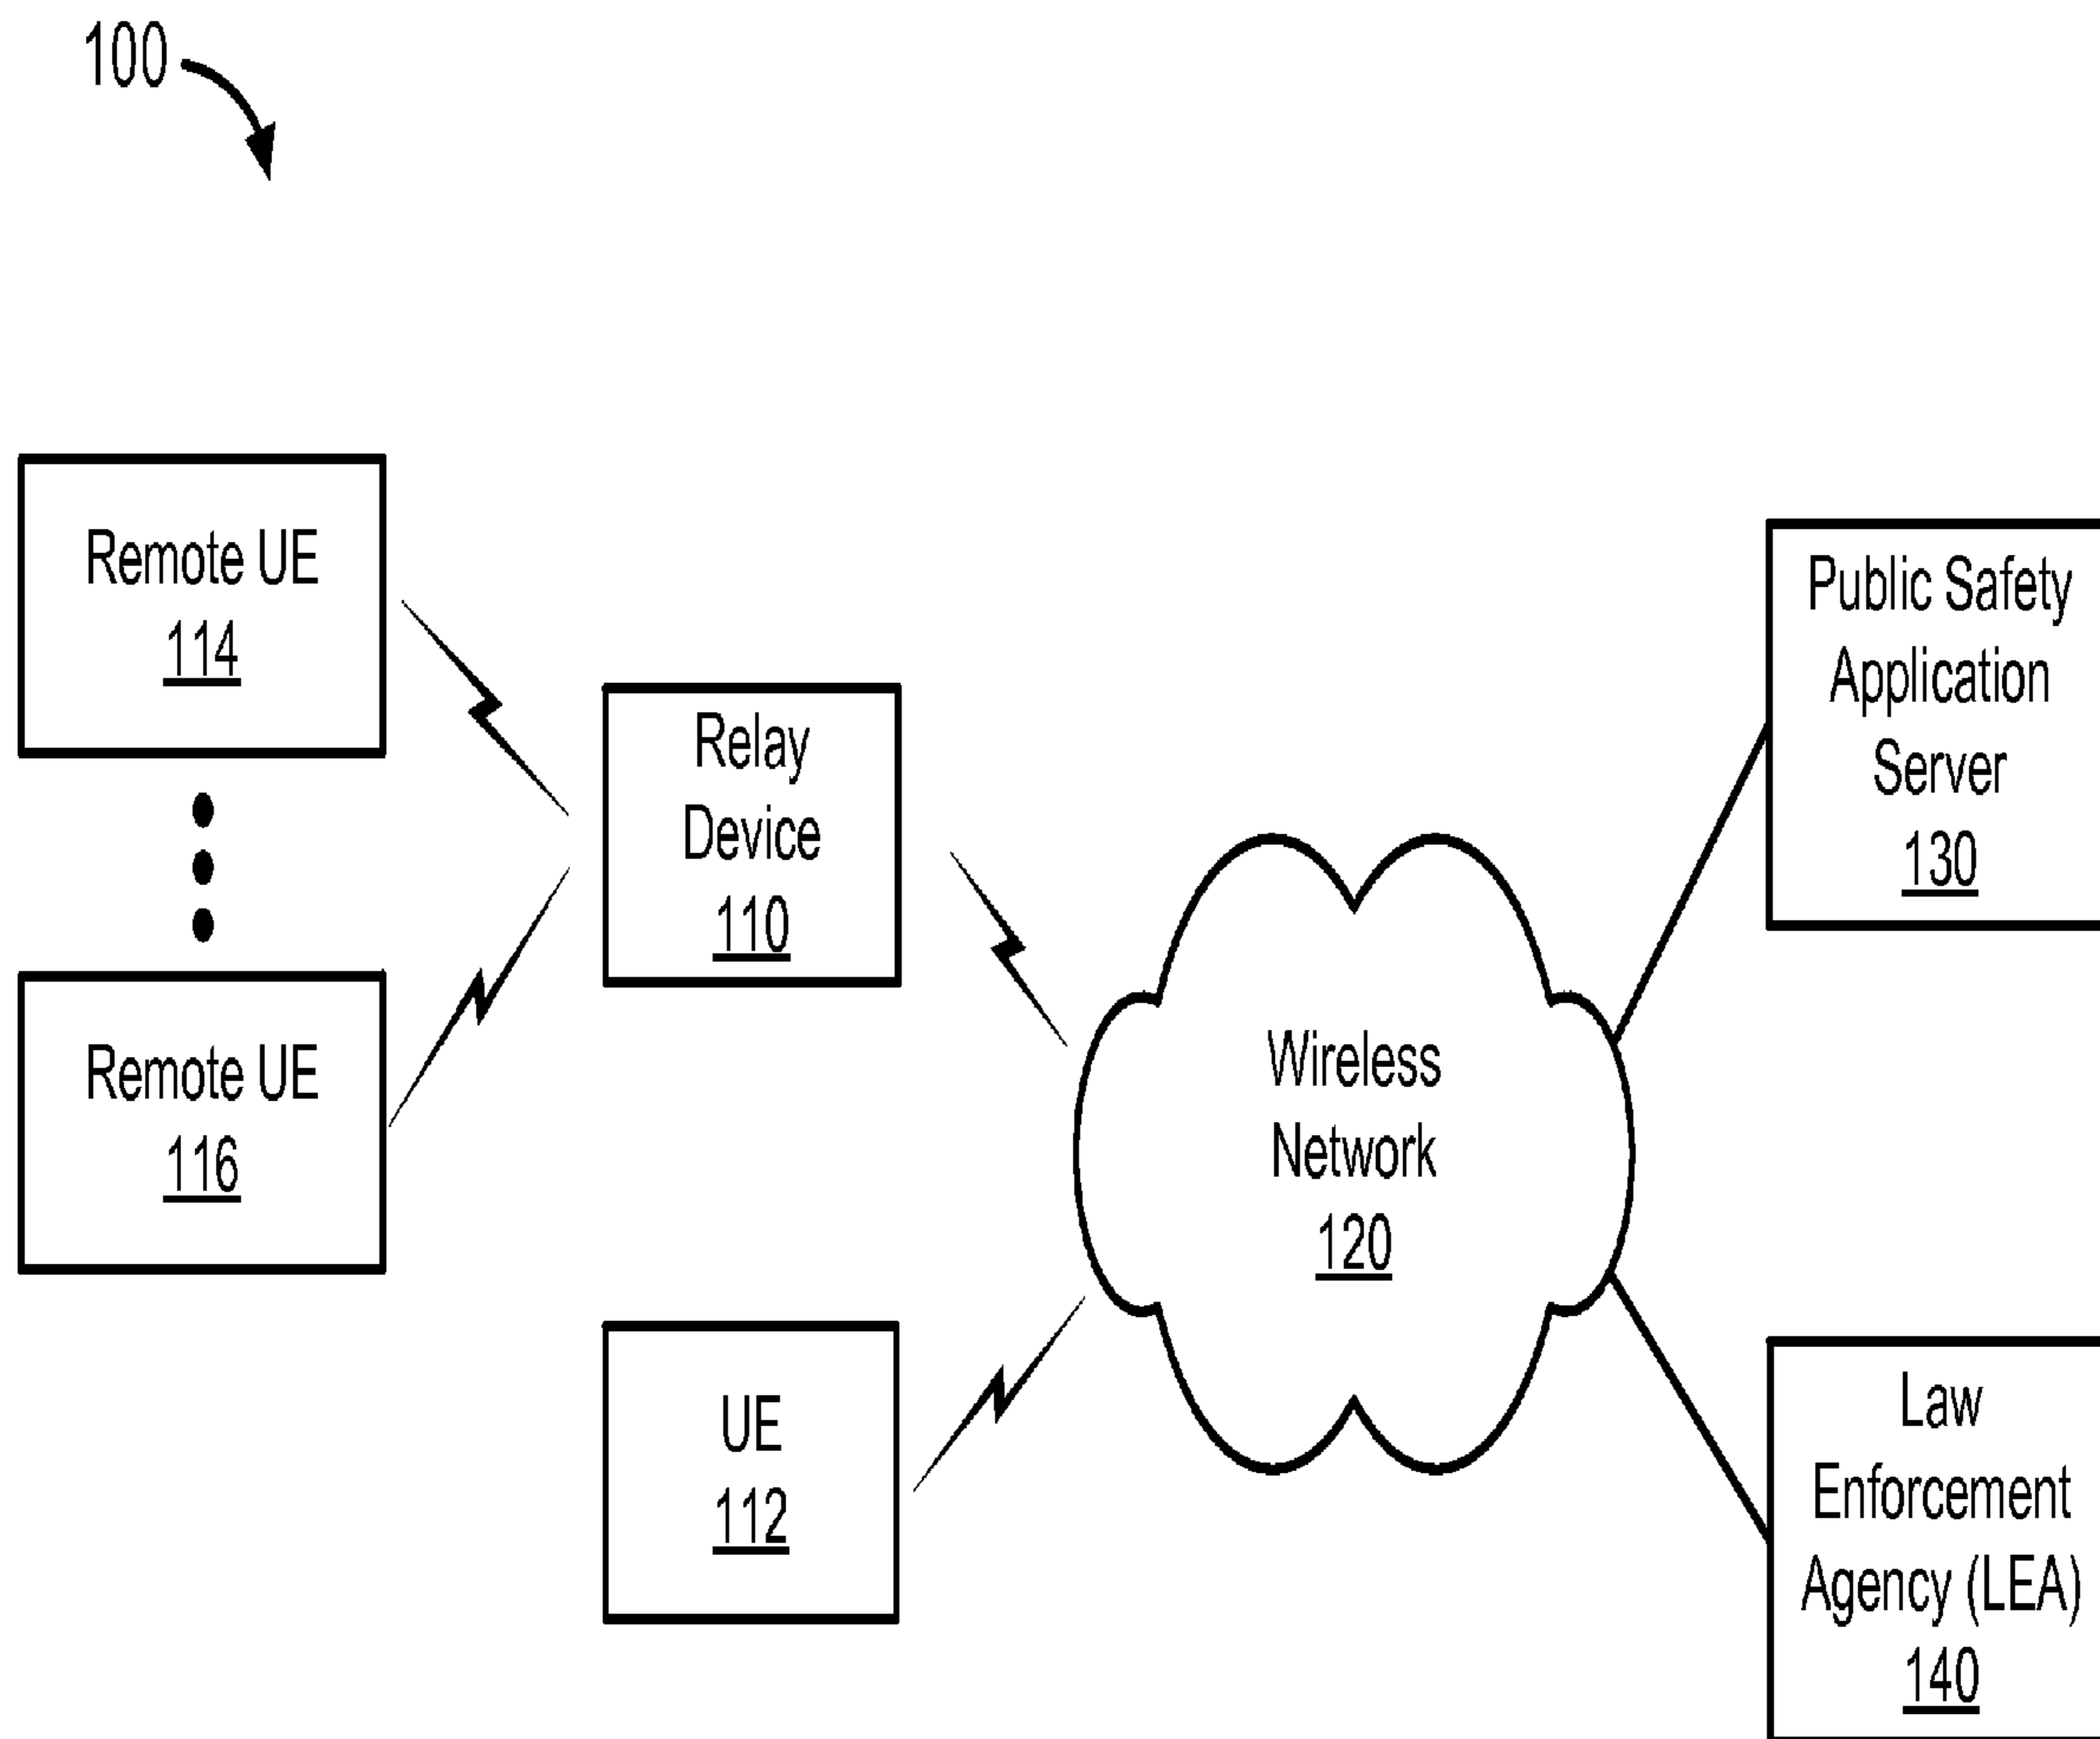 100
Remote UE
114
Remote UE
116
Relay
Device
110
UE
112
Wireless
Network
120
Public Safety
Application
Server
130
Law
Enforcement
Agency (LEA)
140